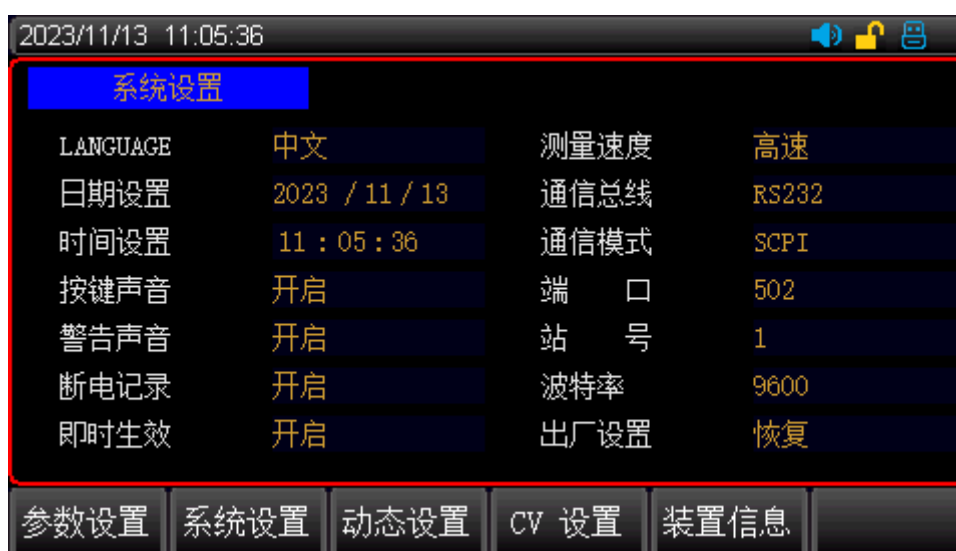 2023/11/13 11:05:36
系统设置
LANGUAGE 中文 测量速度 高速
日期设置 2023 / 11 / 13 通信总线 RS232
时间设置 11 : 05 : 36 通信模式 SCPI
按键声音 开启 端 口 502
警告声音 开启 站 号 1
断电记录 开启 波特率 9600
即时生效 开启 出厂设置 恢复
参数设置 系统设置 动态设置 CV 设置 装置信息